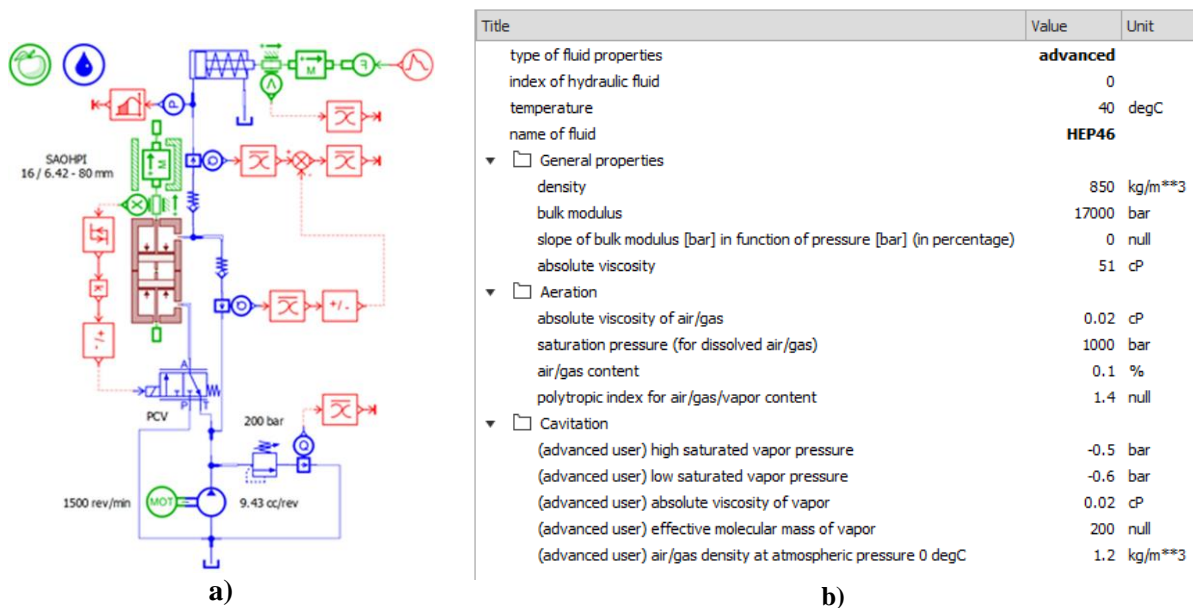 SAOHPI
16 / 6.42 - 80 mm
P
V
M
F
M
X
Q
Q
K
+/-
-/+
+
-
A
P T
PCV
200 bar
Q
1500 rev/min
MOT
9.43 cc/rev
a)
Title Value Unit
type of fluid properties advanced
index of hydraulic fluid 0
temperature 40 degC
name of fluid HEP46
General properties
density 850 kg/m**3
bulk modulus 17000 bar
slope of bulk modulus [bar] in function of pressure [bar] (in percentage) 0 null
absolute viscosity 51 cP
Aeration
absolute viscosity of air/gas 0.02 cP
saturation pressure (for dissolved air/gas) 1000 bar
air/gas content 0.1 %
polytropic index for air/gas/vapor content 1.4 null
Cavitation
(advanced user) high saturated vapor pressure -0.5 bar
(advanced user) low saturated vapor pressure -0.6 bar
(advanced user) absolute viscosity of vapor 0.02 cP
(advanced user) effective molecular mass of vapor 200 null
(advanced user) air/gas density at atmospheric pressure 0 degC 1.2 kg/m**3
b)